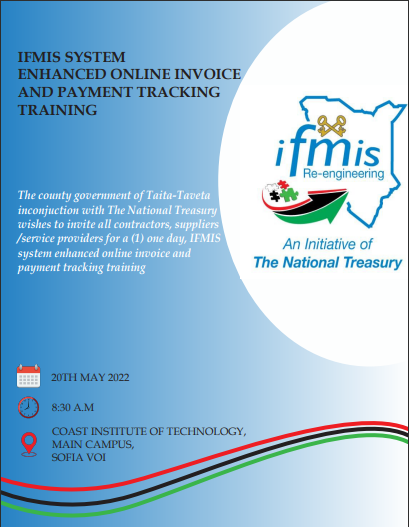 IFMIS SYSTEM
ENHANCED ONLINE INVOICE
AND PAYMENT TRACKING
TRAINING
ifmis
Re-engineering
An Initiative of
The National Treasury
The county government of Taita-Taveta
inconjuction with The National Treasury
wishes to invite all contractors, suppliers
/service providers for a (1) one day, IFMIS
system enhanced online invoice and
payment tracking training
20TH MAY 2022
8:30 A.M
COAST INSTITUTE OF TECHNOLOGY,
MAIN CAMPUS,
SOFIA VOI